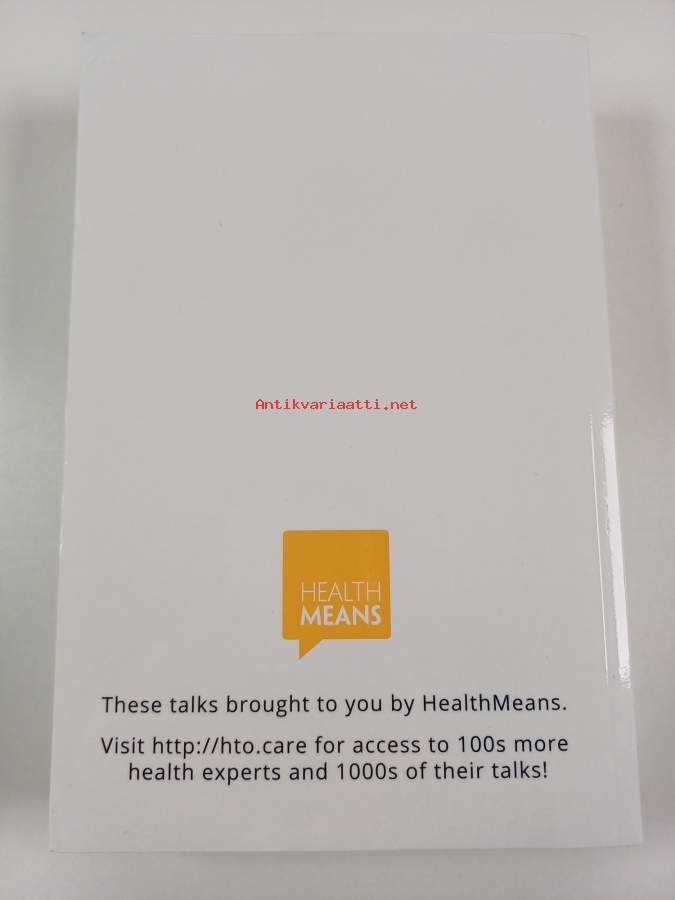 Antikvariaatti.net
HEALTH
MEANS
These talks brought to you by HealthMeans.
Visit http://hto.care for access to 100s more
health experts and 1000s of their talks!